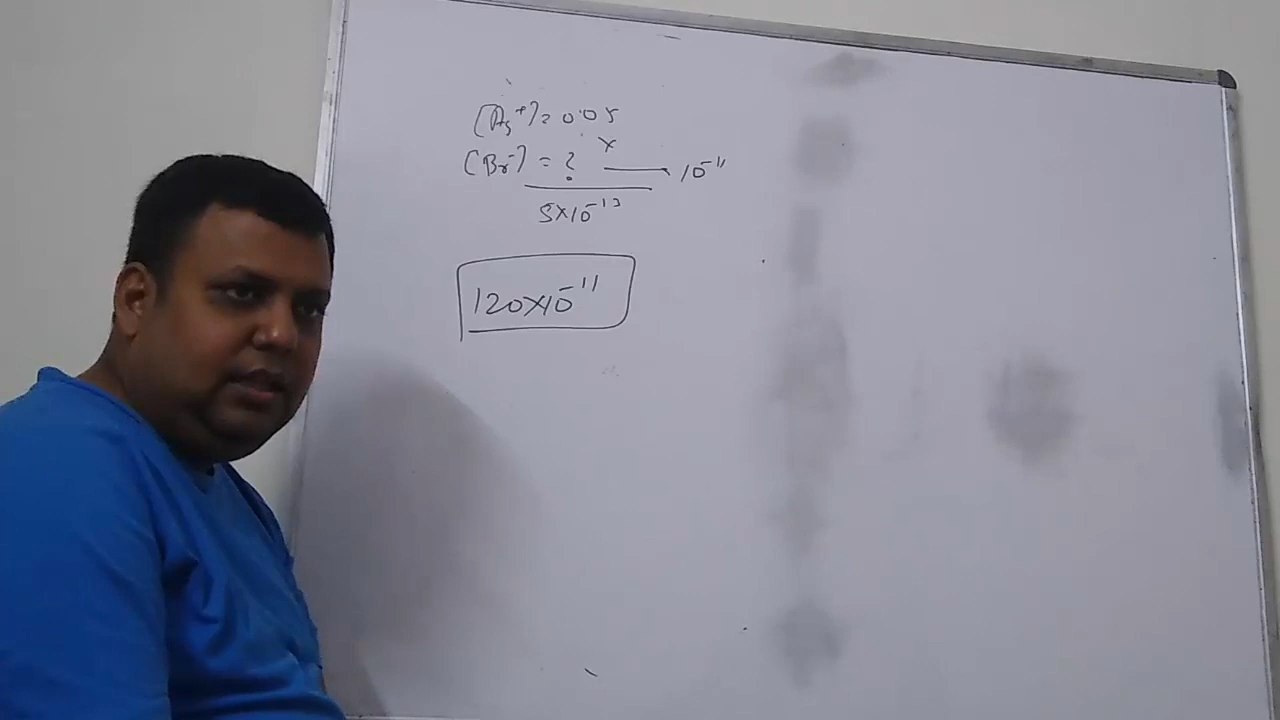 [Ag+] = 0.05
x
[Br-] = ? 10^-11
5×10^-13
120×10^-11